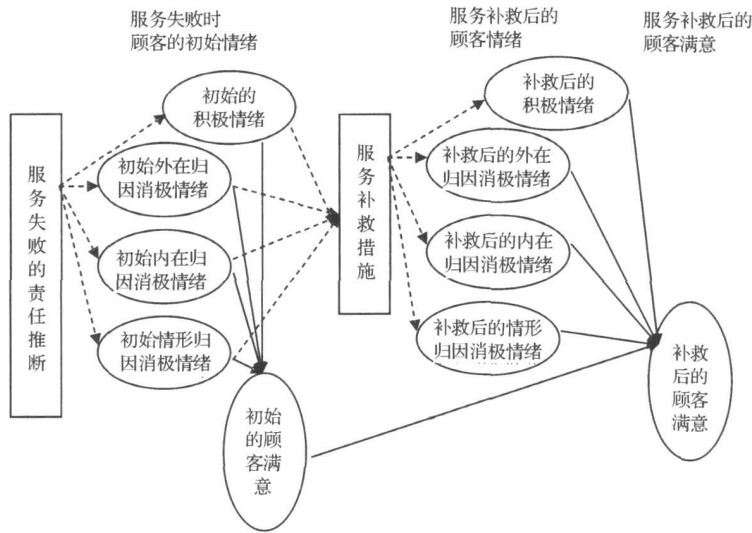 服务失败时
顾客的初始情绪
服务补救后的
顾客情绪
服务补救后的
顾客满意
服务失败的责任推断
初始的
积极情绪
初始外在归
因消极情绪
初始内在归
因消极情绪
初始情形归
因消极情绪
初始
的顾
客满
意
服务补救措施
补救后的
积极情绪
补救后的外在
归因消极情绪
补救后的内在
归因消极情绪
补救后的情形
归因消极情绪
补救
后的
顾客
满意